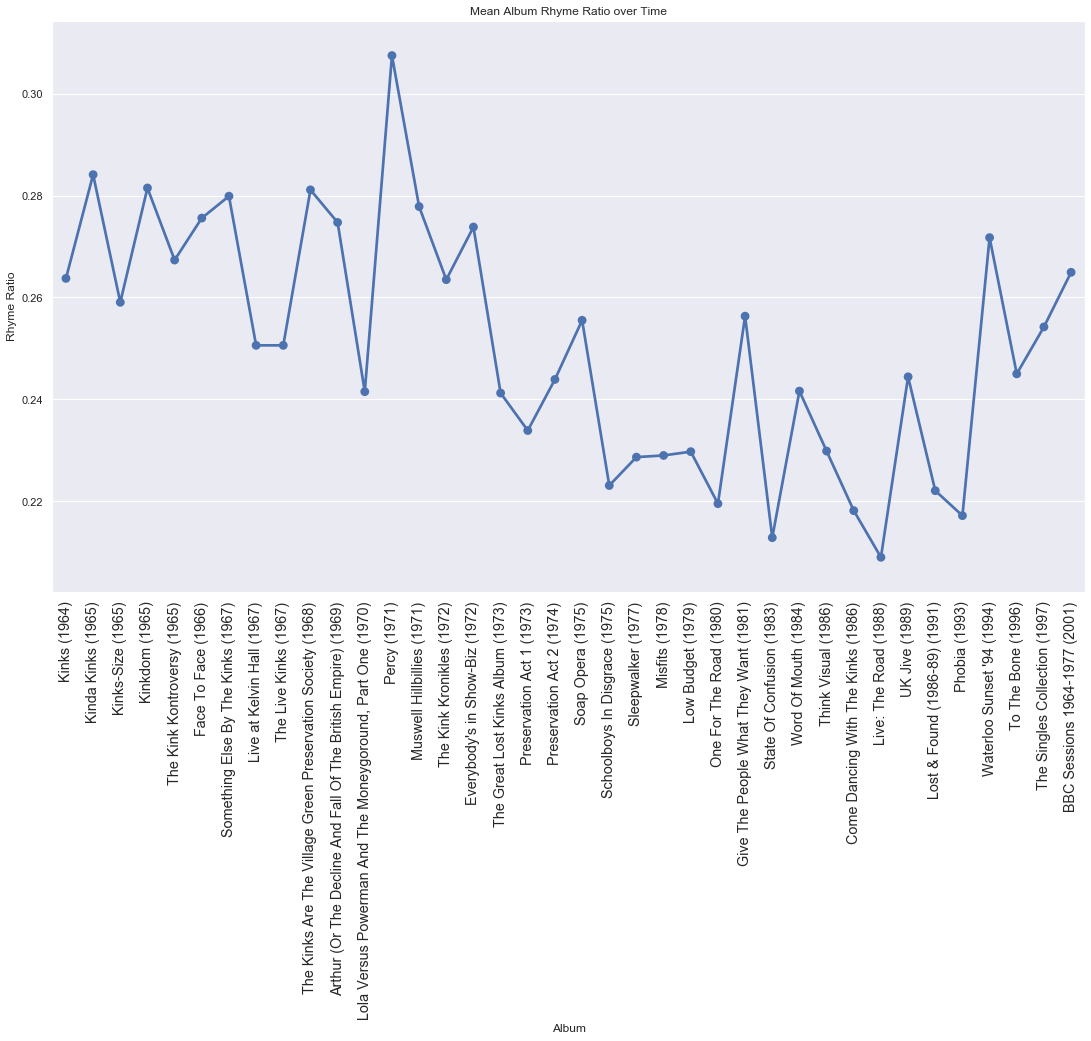 Mean Album Rhyme Ratio over Time
Rhyme Ratio
0.30
0.28
0.26
0.24
0.22
Kinks (1964)
Kinda Kinks (1965)
Kinks-Size (1965)
Kinkdom (1965)
The Kink Kontroversy (1965)
Face To Face (1966)
Something Else By The Kinks (1967)
Live at Kelvin Hall (1967)
The Live Kinks (1967)
The Kinks Are The Village Green Preservation Society (1968)
Arthur (Or The Decline And Fall Of The British Empire) (1969)
Lola Versus Powerman And The Moneygoround, Part One (1970)
Percy (1971)
Muswell Hillbillies (1971)
The Kink Kronikles (1972)
Everybody's in Show-Biz (1972)
The Great Lost Kinks Album (1973)
Preservation Act 1 (1973)
Preservation Act 2 (1974)
Soap Opera (1975)
Schoolboys In Disgrace (1975)
Sleepwalker (1977)
Misfits (1978)
Low Budget (1979)
One For The Road (1980)
Give The People What They Want (1981)
State Of Confusion (1983)
Word Of Mouth (1984)
Think Visual (1986)
Come Dancing With The Kinks (1986)
Live: The Road (1988)
UK Jive (1989)
Lost & Found (1986-89) (1991)
Phobia (1993)
Waterloo Sunset '94 (1994)
To The Bone (1996)
The Singles Collection (1997)
BBC Sessions 1964-1977 (2001)
Album